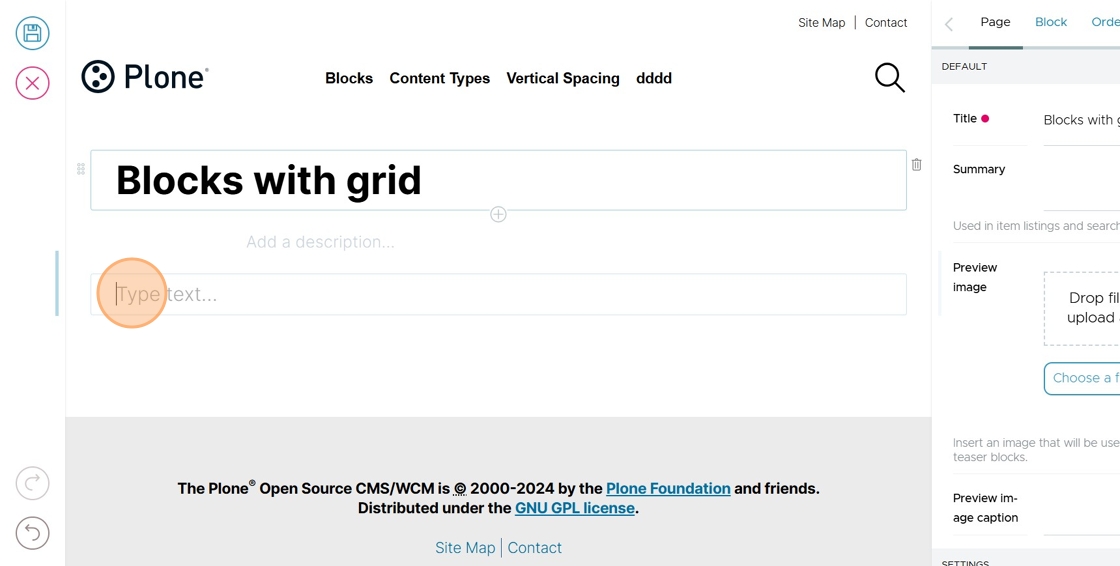 Site Map | Contact
Plone®
Blocks Content Types Vertical Spacing dddd
Blocks with grid
Add a description...
Type text...
The Plone® Open Source CMS/WCM is © 2000-2024 by the Plone Foundation and friends.
Distributed under the GNU GPL license.
Site Map | Contact
Page Block Orde
DEFAULT
Title
Blocks with g
Summary
Used in item listings and search
Preview
image
Drop fil
upload
Choose a f
Insert an image that will be use
teaser blocks.
Preview im-
age caption
SETTINGS